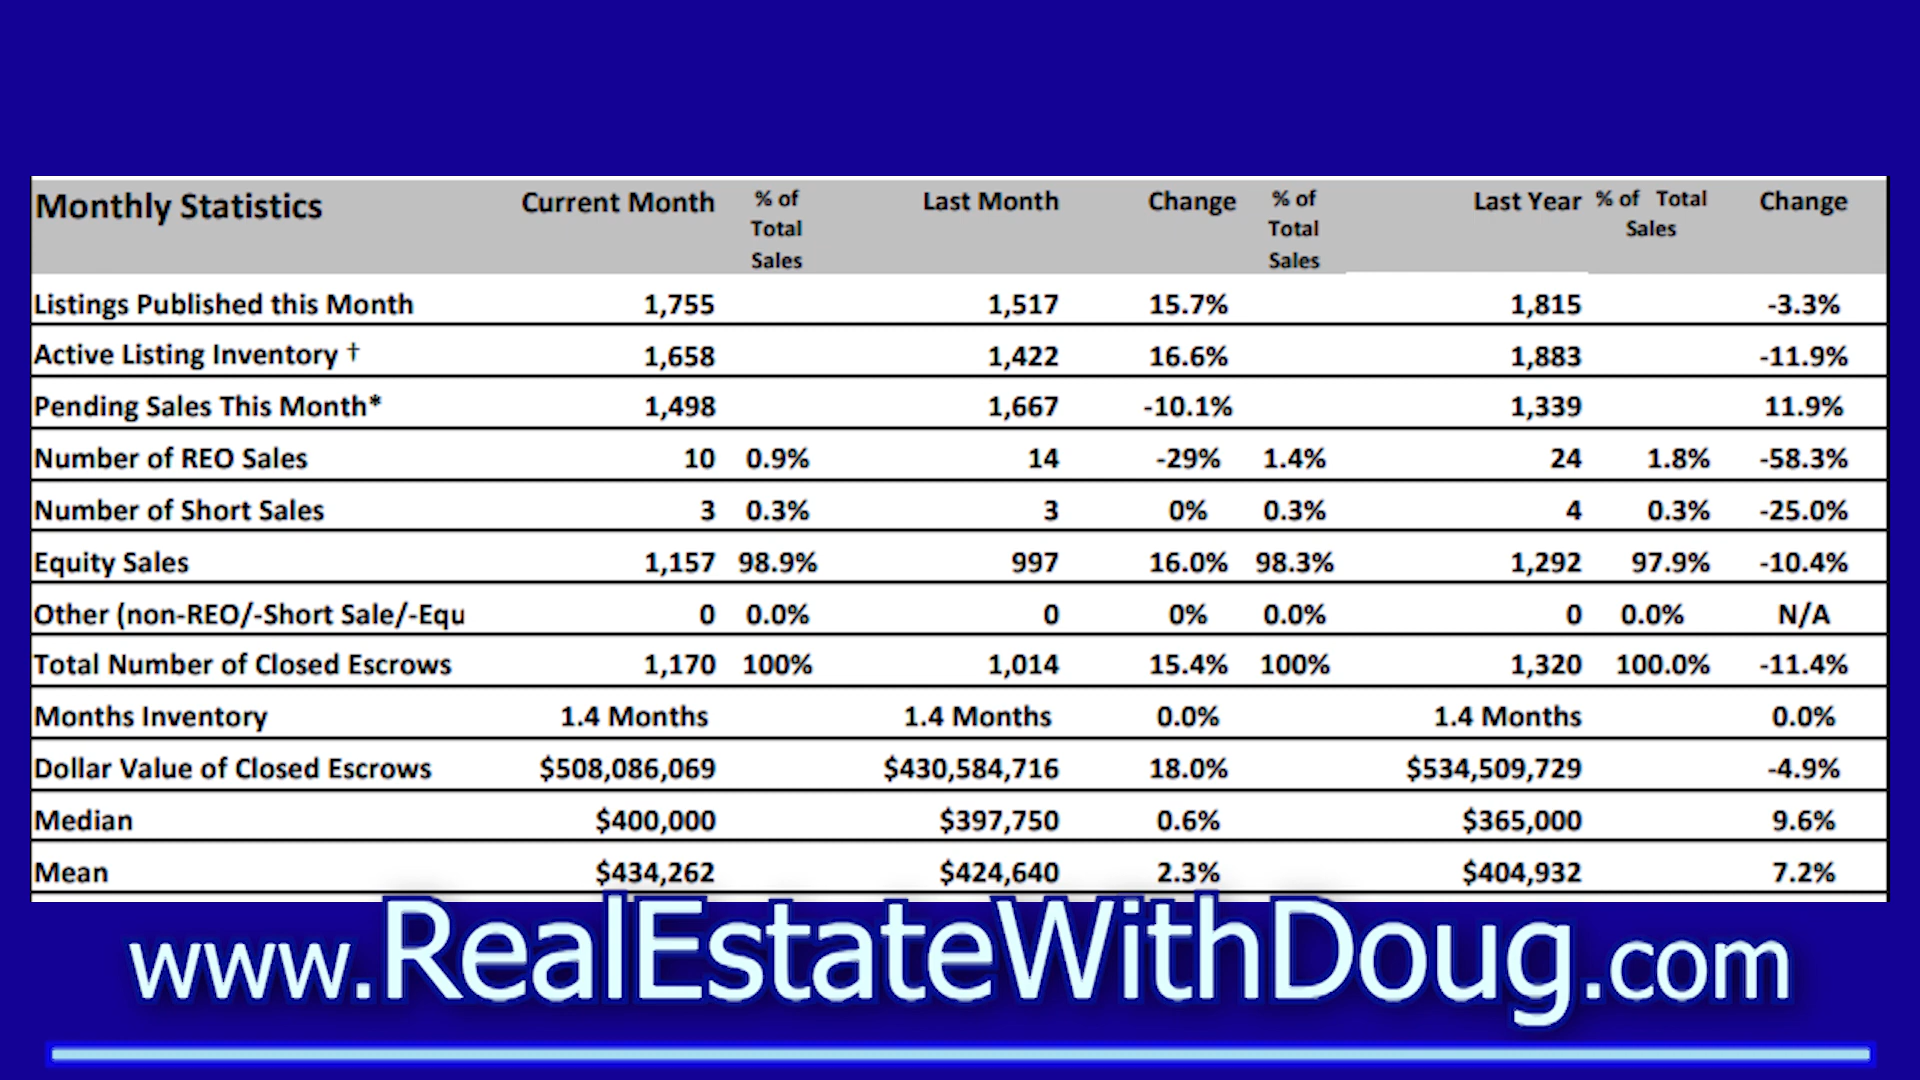 Monthly Statistics Current Month % of Total Sales Last Month Change % of Total Sales Last Year % of Total Sales Change
Listings Published this Month 1,755 1,517 15.7% 1,815 -3.3%
Active Listing Inventory † 1,658 1,422 16.6% 1,883 -11.9%
Pending Sales This Month* 1,498 1,667 -10.1% 1,339 11.9%
Number of REO Sales 10 0.9% 14 -29% 1.4% 24 1.8% -58.3%
Number of Short Sales 3 0.3% 3 0% 0.3% 4 0.3% -25.0%
Equity Sales 1,157 98.9% 997 16.0% 98.3% 1,292 97.9% -10.4%
Other (non-REO/-Short Sale/-Equ 0 0.0% 0 0% 0.0% 0 0.0% N/A
Total Number of Closed Escrows 1,170 100% 1,014 15.4% 100% 1,320 100.0% -11.4%
Months Inventory 1.4 Months 1.4 Months 0.0% 1.4 Months 0.0%
Dollar Value of Closed Escrows $508,086,069 $430,584,716 18.0% $534,509,729 -4.9%
Median $400,000 $397,750 0.6% $365,000 9.6%
Mean $434,262 $424,640 2.3% $404,932 7.2%
www.RealEstateWithDoug.com